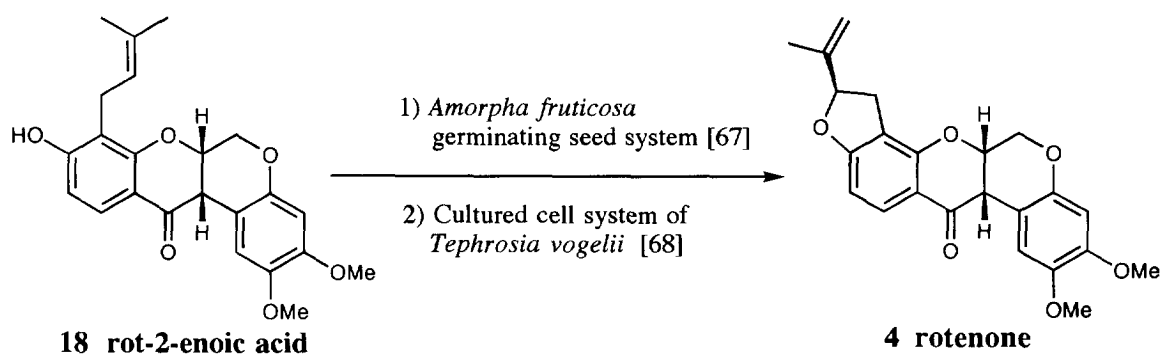 HO
O
H
O
H
O
OMe
OMe
18 rot-2-enoic acid
1) Amorpha fruticosa
germinating seed system [67]
2) Cultured cell system of
Tephrosia vogelii [68]
O
O
H
O
H
O
OMe
OMe
4 rotenone